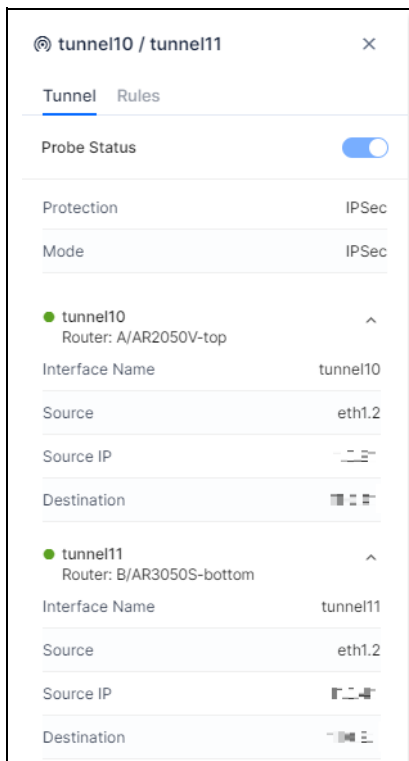 tunnel10 / tunnel11
Tunnel Rules
Probe Status
Protection IPSec
Mode IPSec
tunnel10
Router: A/AR2050V-top
Interface Name tunnel10
Source eth1.2
Source IP
Destination
tunnel11
Router: B/AR3050S-bottom
Interface Name tunnel11
Source eth1.2
Source IP
Destination